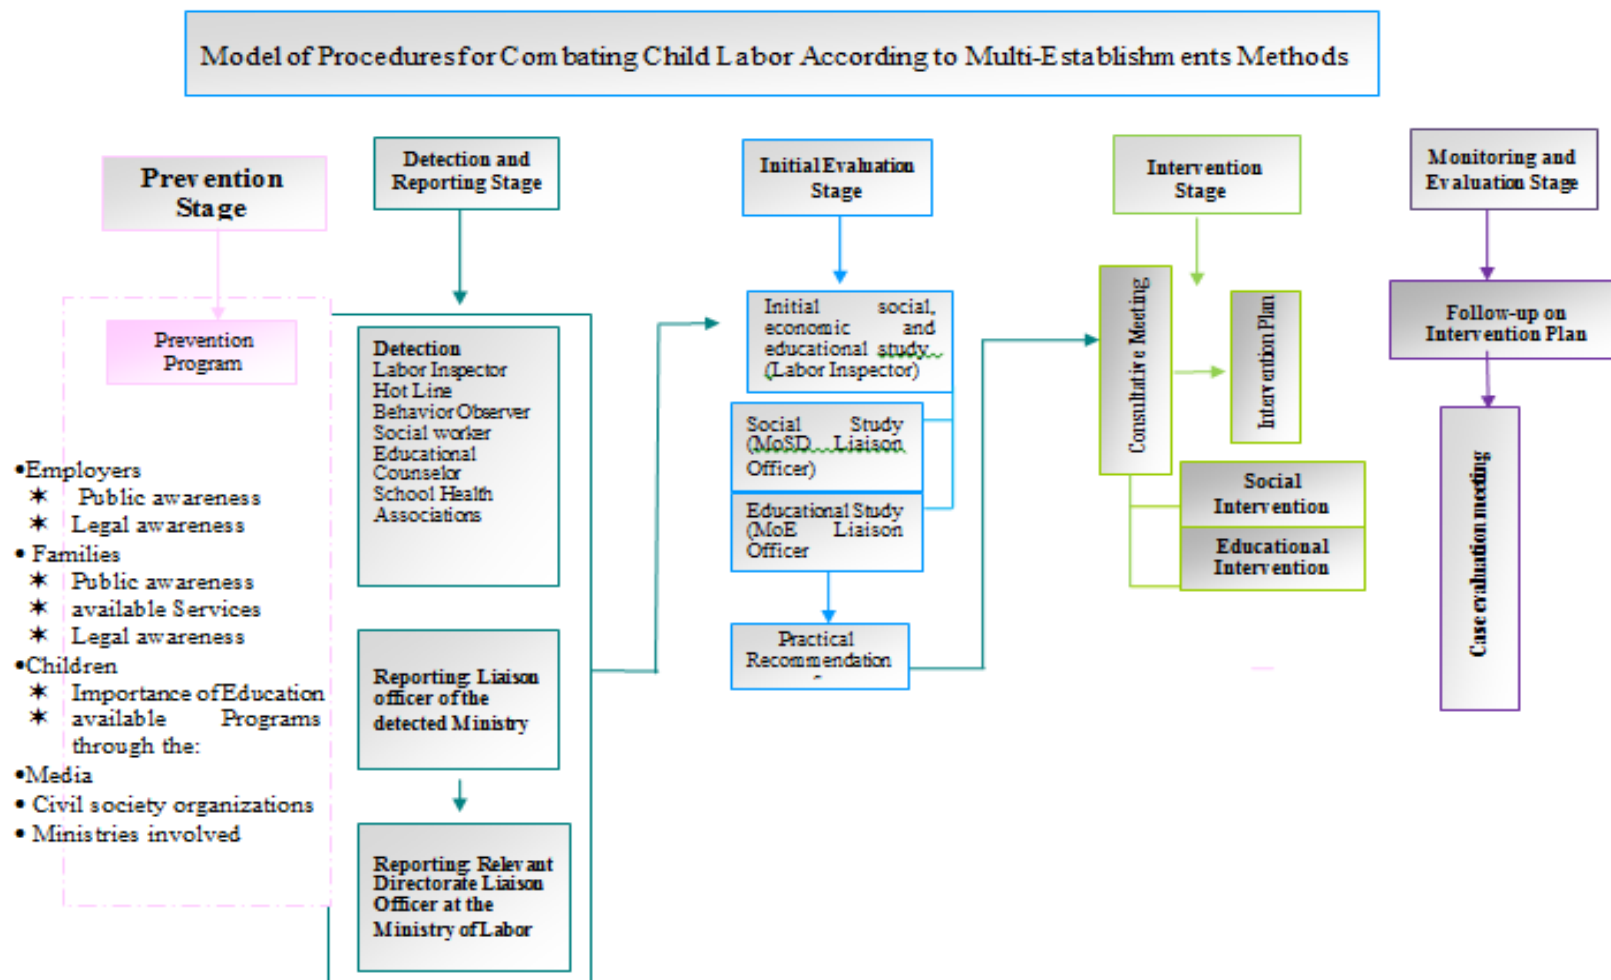 Model of Procedures for Combating Child Labor According to Multi-Establishments Methods
Prevention
Stage
Prevention
Program
•Employers
✶ Public awareness
✶ Legal awareness
• Families
✶ Public awareness
✶ available Services
✶ Legal awareness
•Children
✶ Importance of Education
✶ available Programs
through the:
•Media
• Civil society organizations
• Ministries involved
Detection and
Reporting Stage
Detection
Labor Inspector
Hot Line
Behavior Observer
Social worker
Educational
Counselor
School Health
Associations
Reporting: Liaison
officer of the
detected Ministry
Reporting: Relevant
Directorate Liaison
Officer at the
Ministry of Labor
Initial Evaluation
Stage
Initial social,
economic and
educational study
(Labor Inspector)
Social Study
(MoSD Liaison
Officer)
Educational Study
(MoE Liaison
Officer
Practical
Recommendation
Intervention
Stage
Consultative Meeting
Intervention Plan
Social
Intervention
Educational
Intervention
Monitoring and
Evaluation Stage
Follow-up on
Intervention Plan
Case evaluation meeting